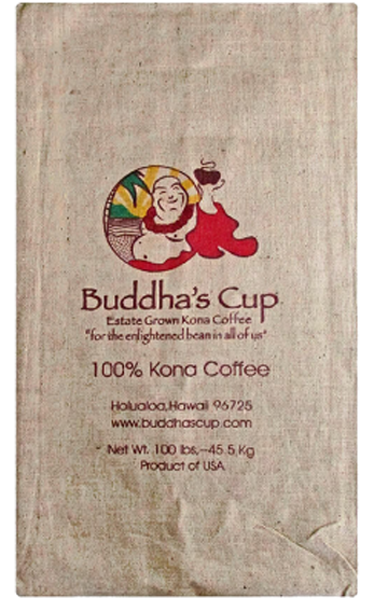 Buddha's Cup
Estate Grown Kona Coffee
"for the enlightened bean in all of us"
100% Kona Coffee
Holualoa,Hawaii 96725
www.buddhascup.com
Net Wt. 100 lbs,-45.5 Kg
Product of USA